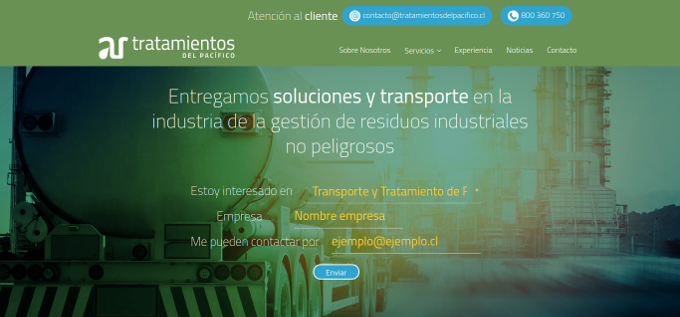 Atención al cliente contacto@tratamientosdelpacifico.cl 800 360 750
tratamientos
DEL PACÍFICO
Sobre Nosotros Servicios Experiencia Noticias Contacto
Entregamos soluciones y transporte en la
industria de la gestión de residuos industriales
no peligrosos
Estoy interesado en Transporte y Tratamiento de
Empresa Nombre empresa
Me pueden contactar por ejemplo@ejemplo.cl
Enviar